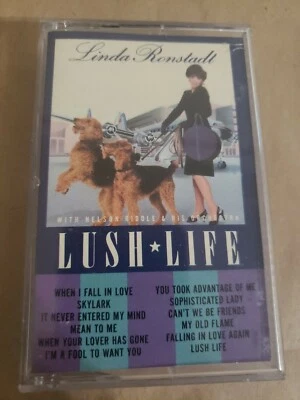 Linda Ronstadt
WITH NELSON RIDDLE & HIS ORCHESTRA
LUSH★LIFE
WHEN I FALL IN LOVE
SKYLARK
IT NEVER ENTERED MY MIND
MEAN TO ME
WHEN YOUR LOVER HAS GONE
I'M A FOOL TO WANT YOU
YOU TOOK ADVANTAGE OF ME
SOPHISTICATED LADY
CAN'T WE BE FRIENDS
MY OLD FLAME
FALLING IN LOVE AGAIN
LUSH LIFE